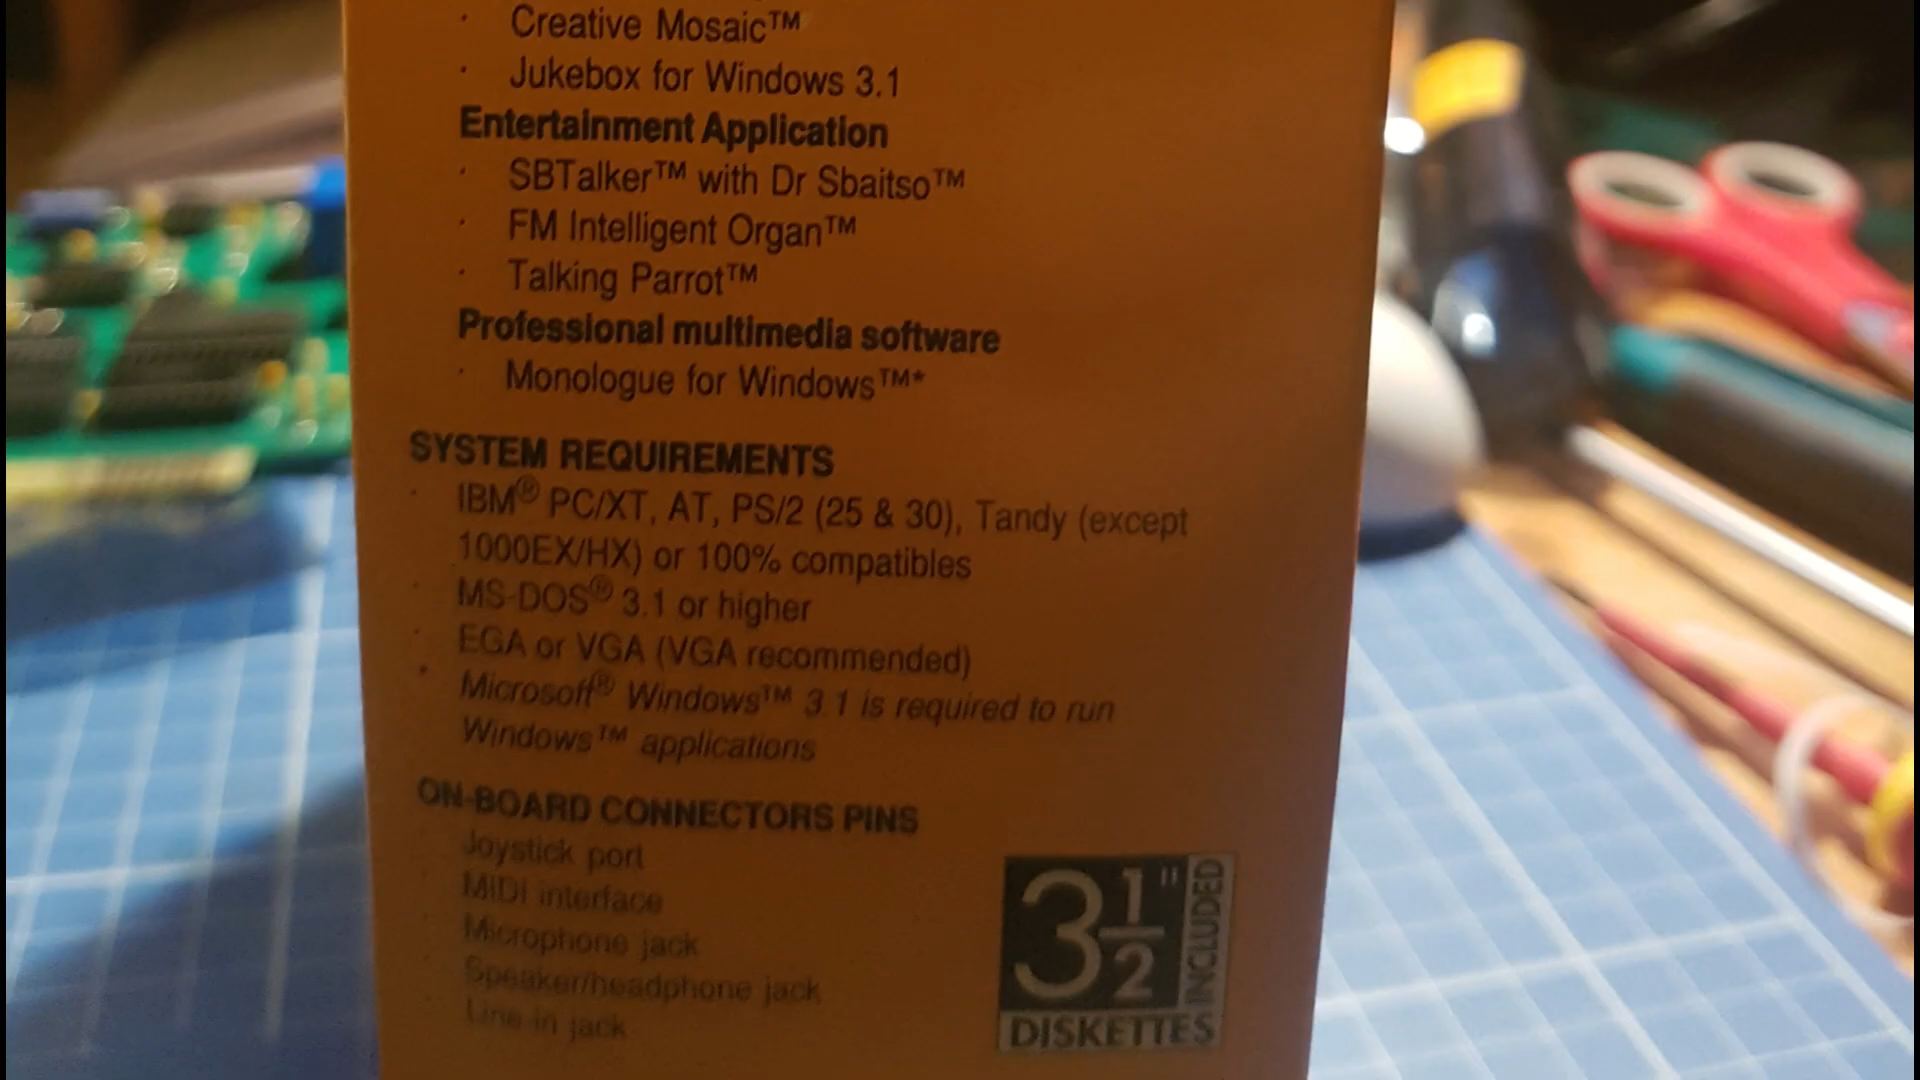 · Creative Mosaic™
· Jukebox for Windows 3.1
Entertainment Application
· SBTalker™ with Dr Sbaitso™
· FM Intelligent Organ™
· Talking Parrot™
Professional multimedia software
· Monologue for Windows™*
SYSTEM REQUIREMENTS
· IBM® PC/XT, AT, PS/2 (25 & 30), Tandy (except
1000EX/HX) or 100% compatibles
· MS-DOS® 3.1 or higher
· EGA or VGA (VGA recommended)
· Microsoft® Windows™ 3.1 is required to run
Windows™ applications
ON-BOARD CONNECTORS PINS
· Joystick port
· MIDI interface
· Microphone jack
· Speaker/headphone jack
· Line-in jack
3 1/2"
INCLUDED
DISKETTES